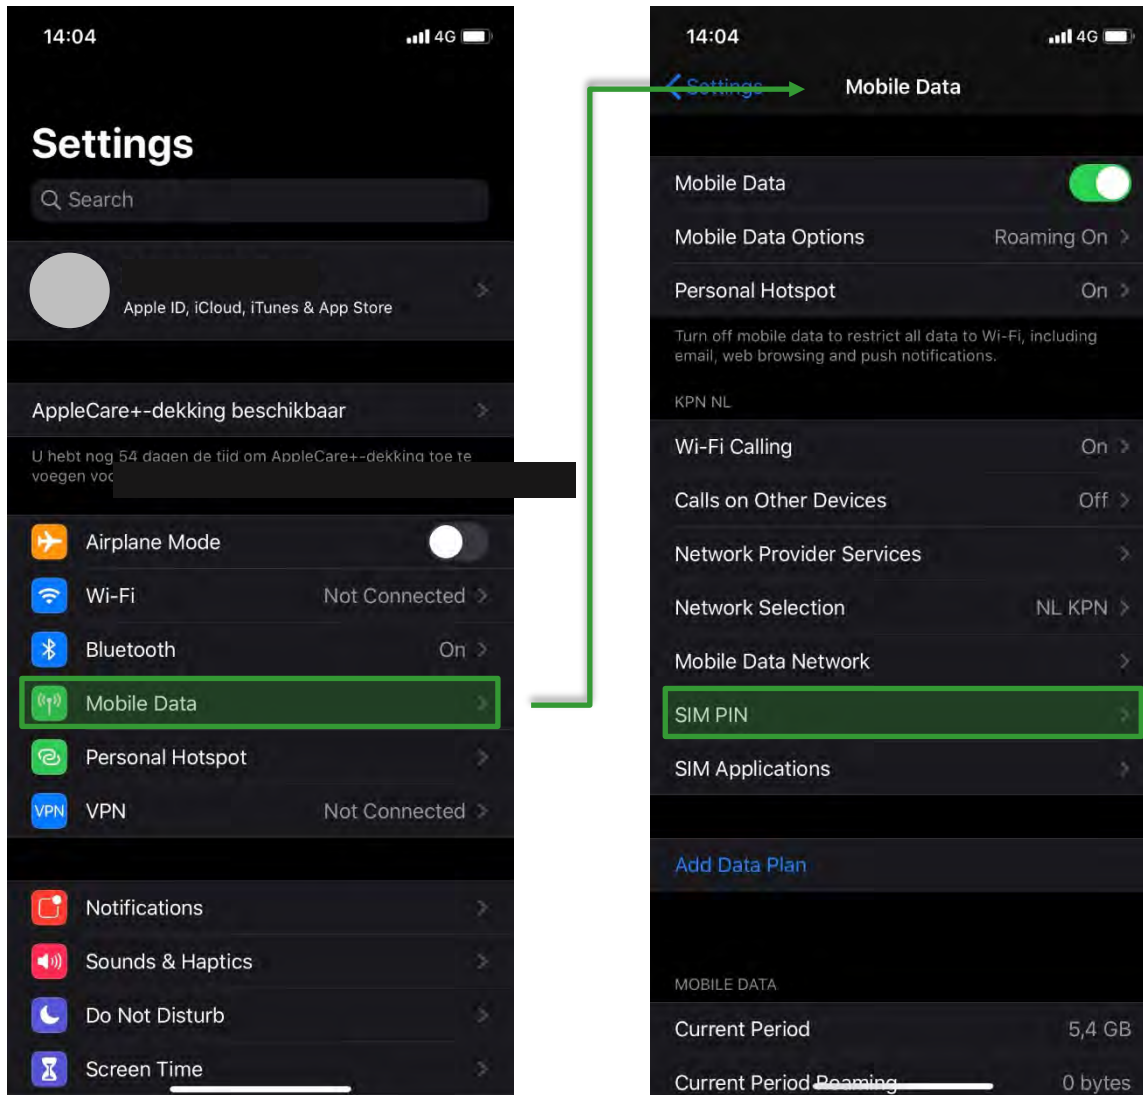 14:04
4G
Settings
Search
Apple ID, iCloud, iTunes & App Store
AppleCare+-dekking beschikbaar
U hebt nog 54 dagen de tijd om AppleCare+-dekking toe te
voegen voo
Airplane Mode
Wi-Fi Not Connected
Bluetooth On
Mobile Data
Personal Hotspot
VPN VPN Not Connected
Notifications
Sounds & Haptics
Do Not Disturb
Screen Time
14:04
4G
Settings Mobile Data
Mobile Data
Mobile Data Options Roaming On
Personal Hotspot On
Turn off mobile data to restrict all data to Wi-Fi, including
email, web browsing and push notifications.
KPN NL
Wi-Fi Calling On
Calls on Other Devices Off
Network Provider Services
Network Selection NL KPN
Mobile Data Network
SIM PIN
SIM Applications
Add Data Plan
MOBILE DATA
Current Period 5,4 GB
Current Period Roaming 0 bytes